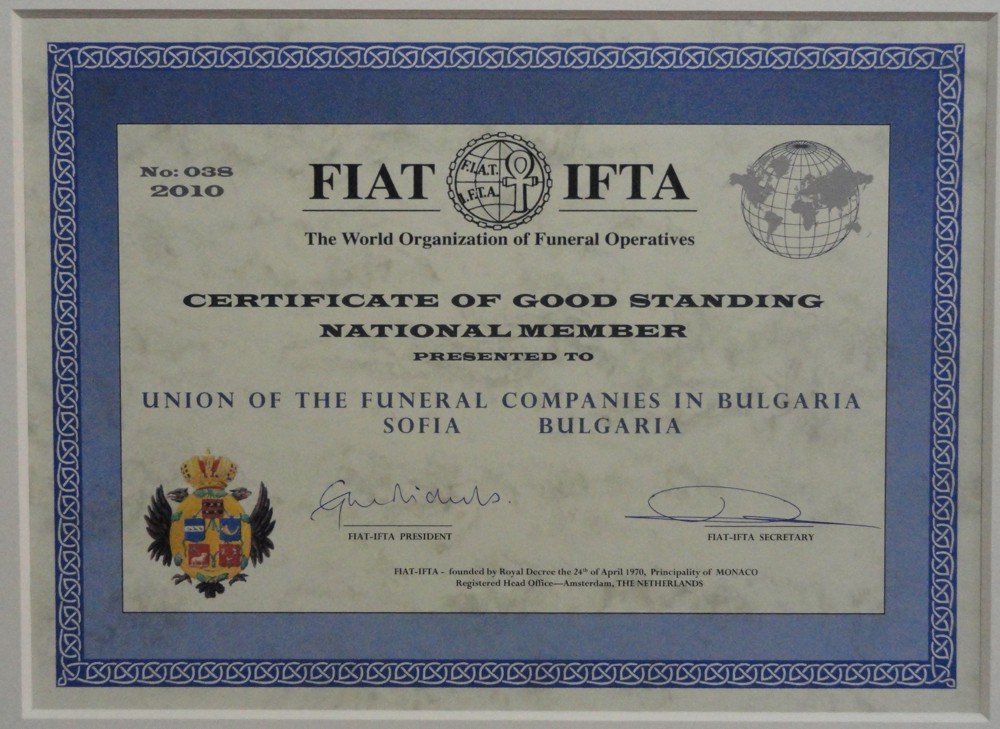 No: 038
2010
FIAT IFTA
F.I.A.T.
I.F.T.A.
The World Organization of Funeral Operatives
CERTIFICATE OF GOOD STANDING
NATIONAL MEMBER
PRESENTED TO
UNION OF THE FUNERAL COMPANIES IN BULGARIA
SOFIA BULGARIA
FIAT-IFTA PRESIDENT
FIAT-IFTA SECRETARY
FIAT-IFTA - founded by Royal Decree the 24th of April 1970, Principality of MONACO
Registered Head Office—Amsterdam, THE NETHERLANDS